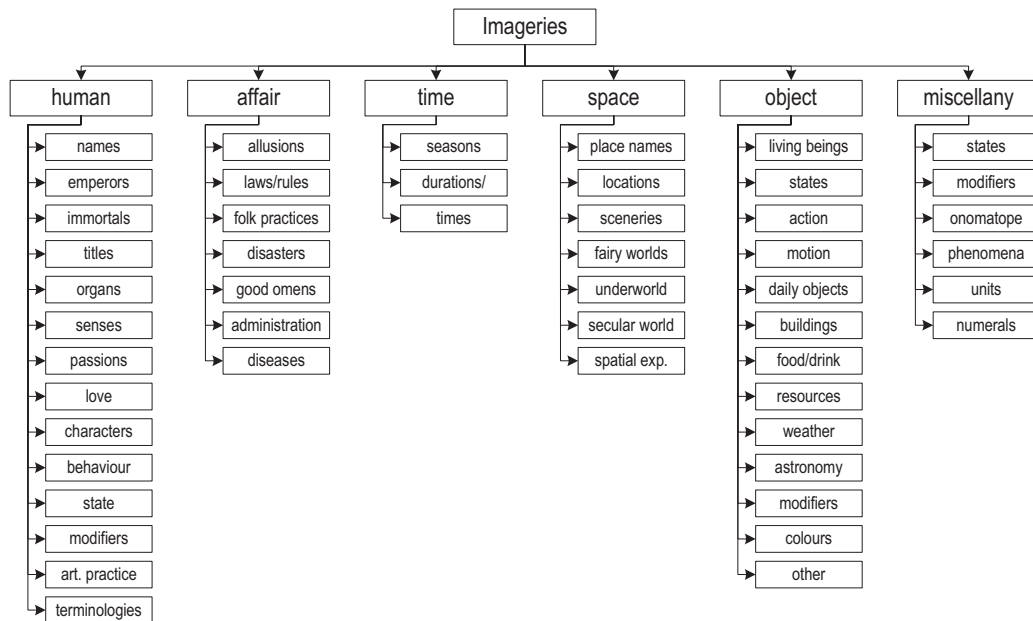 Imageries
human
names
emperors
immortals
titles
organs
senses
passions
love
characters
behaviour
state
modifiers
art. practice
terminologies
affair
allusions
laws/rules
folk practices
disasters
good omens
administration
diseases
time
seasons
durations/
times
space
place names
locations
sceneries
fairy worlds
underworld
secular world
spatial exp.
object
living beings
states
action
motion
daily objects
buildings
food/drink
resources
weather
astronomy
modifiers
colours
other
miscellany
states
modifiers
onomatope
phenomena
units
numerals